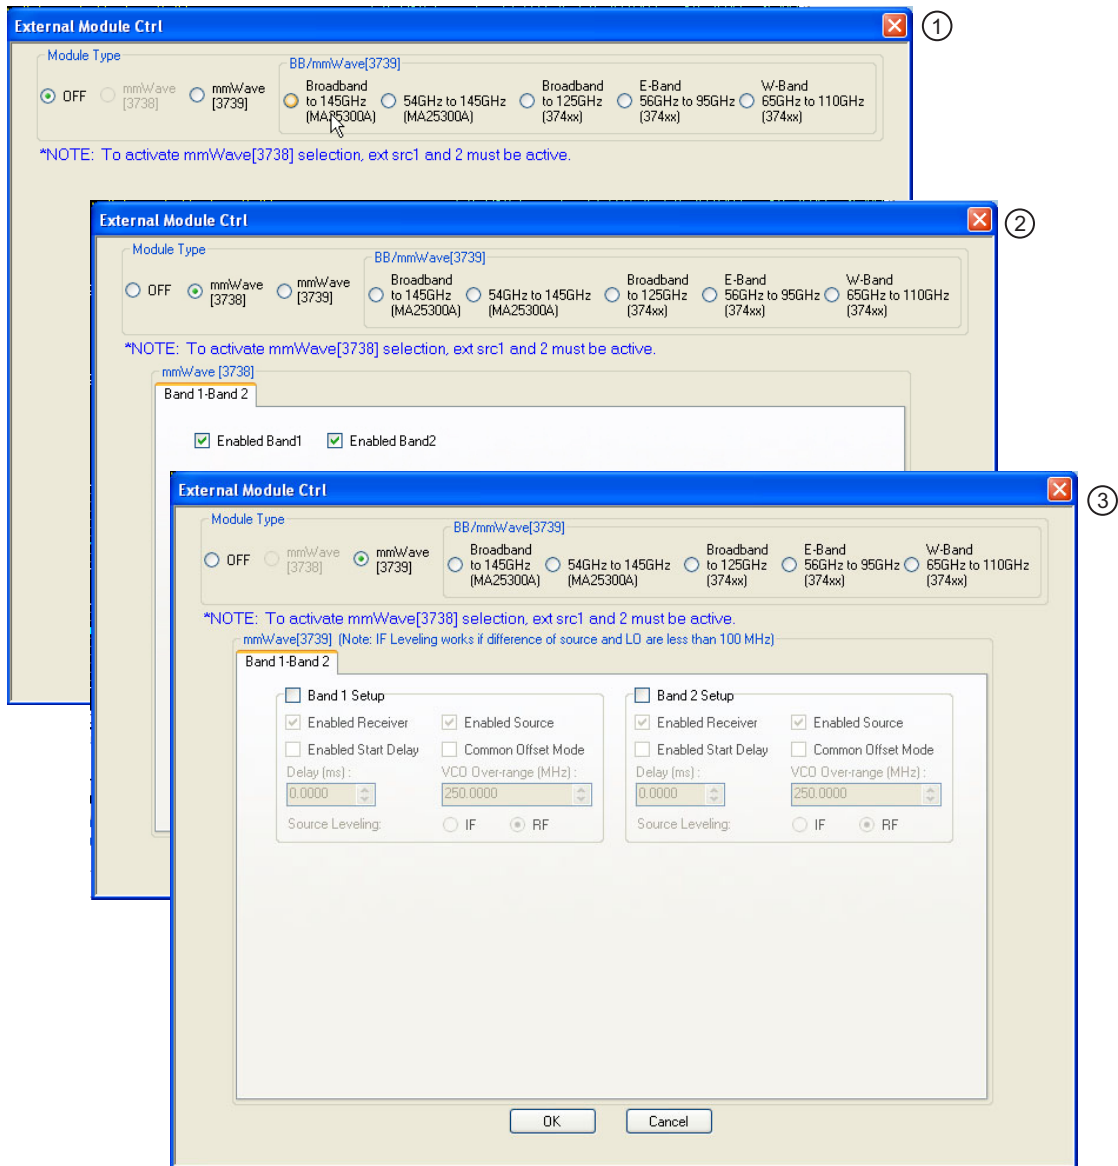 External Module Ctrl
1
Module Type
BB/mmWave[3739]
OFF
mmWave
[3738]
mmWave
[3739]
Broadband
to 145GHz
(MA25300A)
54GHz to 145GHz
(MA25300A)
Broadband
to 125GHz
(374xx)
E-Band
56GHz to 95GHz
(374xx)
W-Band
65GHz to 110GHz
(374xx)
*NOTE: To activate mmWave[3738] selection, ext src1 and 2 must be active.
External Module Ctrl
2
Module Type
BB/mmWave[3739]
OFF
mmWave
[3738]
mmWave
[3739]
Broadband
to 145GHz
(MA25300A)
54GHz to 145GHz
(MA25300A)
Broadband
to 125GHz
(374xx)
E-Band
56GHz to 95GHz
(374xx)
W-Band
65GHz to 110GHz
(374xx)
*NOTE: To activate mmWave[3738] selection, ext src1 and 2 must be active.
mmWave [3738]
Band 1-Band 2
Enabled Band1
Enabled Band2
External Module Ctrl
3
Module Type
BB/mmWave[3739]
OFF
mmWave
[3738]
mmWave
[3739]
Broadband
to 145GHz
(MA25300A)
54GHz to 145GHz
(MA25300A)
Broadband
to 125GHz
(374xx)
E-Band
56GHz to 95GHz
(374xx)
W-Band
65GHz to 110GHz
(374xx)
*NOTE: To activate mmWave[3738] selection, ext src1 and 2 must be active.
mmWave[3739] (Note: IF Leveling works if difference of source and LO are less than 100 MHz)
Band 1-Band 2
Band 1 Setup
Enabled Receiver
Enabled Source
Enabled Start Delay
Common Offset Mode
Delay (ms) :
VCO Over-range (MHz) :
0.0000
250.0000
Source Leveling:
IF
RF
Band 2 Setup
Enabled Receiver
Enabled Source
Enabled Start Delay
Common Offset Mode
Delay (ms) :
VCO Over-range (MHz) :
0.0000
250.0000
Source Leveling:
IF
RF
OK
Cancel